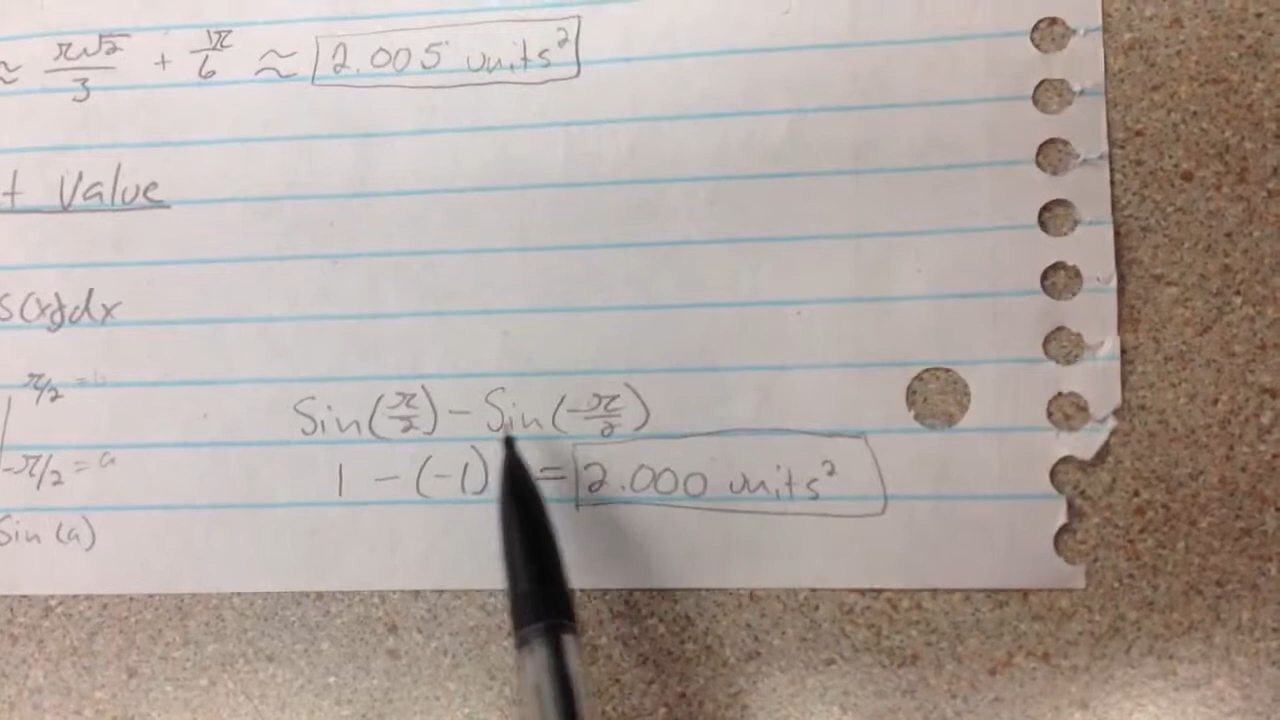 ≈ π√2/3 + π/6 ≈ 2.005 units²
t Value
s(x)dx
π/2 = b
-π/2 = a
Sin(π/2) - Sin(-π/2)
1 - (-1) = 2.000 units²
Sin(a)